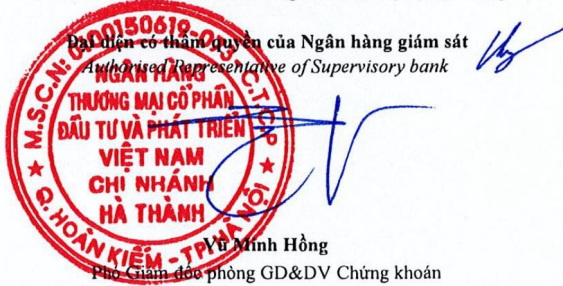 Đại diện có thẩm quyền của Ngân hàng giám sát
Authorised Representative of Supervisory bank
M.S.C.N: 0100150619- C.T.C.P
NGÂN HÀNG
THƯƠNG MẠI CỔ PHẦN
ĐẦU TƯ VÀ PHÁT TRIỂN
VIỆT NAM
CHI NHÁNH
HÀ THÀNH
Q. HOÀN KIẾM - TP HÀ NỘI
Vũ Minh Hồng
Phó Giám đốc phòng GD&DV Chứng khoán